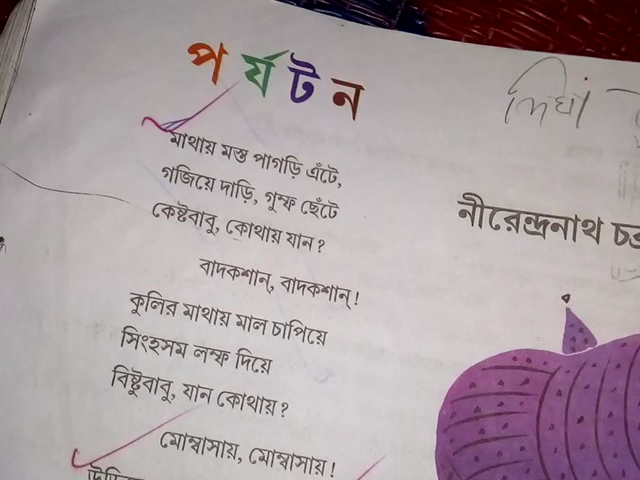 পর্যটন
মাথায় মস্ত পাগড়ি এঁটে,
গজিয়ে দাড়ি, গুম্ফ ছেঁটে
কেষ্টবাবু, কোথায় যান?
বাদকশান্, বাদকশান্!
কুলির মাথায় মাল চাপিয়ে
সিংহসম লম্ফ দিয়ে
বিষ্টুবাবু, যান কোথায়?
মোম্বাসায়, মোম্বাসায়!
নীরেন্দ্রনাথ